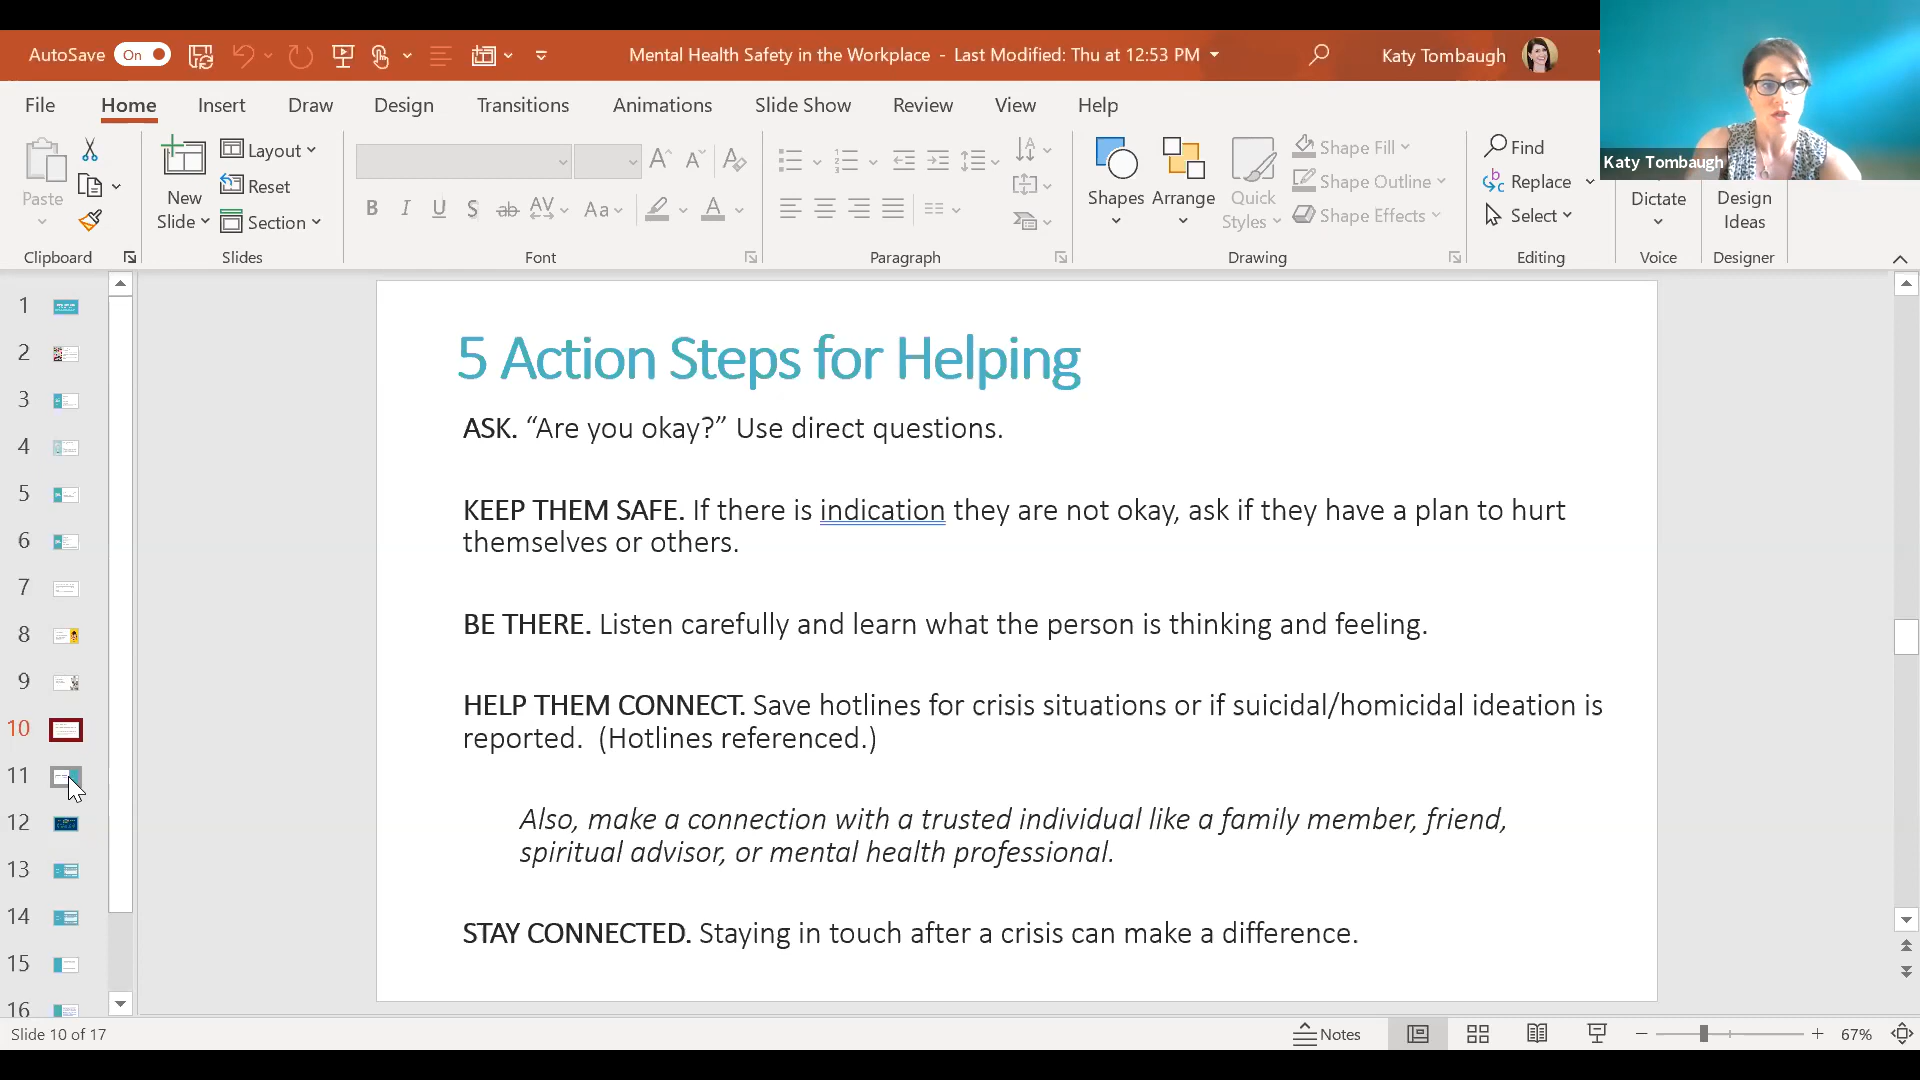 AutoSave On Mental Health Safety in the Workplace - Last Modified: Thu at 12:53 PM Katy Tombaugh
File Home Insert Draw Design Transitions Animations Slide Show Review View Help
Katy Tombaugh
Paste
New
Slide
Layout
Reset
Section
B I U S ab AV Aa A
A A A
Shapes
Arrange
Quick
Styles
Shape Fill
Shape Outline
Shape Effects
Find
Replace
Select
Dictate
Design
Ideas
Clipboard Slides Font Paragraph Drawing Editing Voice Designer
1
2
3
4
5
6
7
8
9
10
11
12
13
14
15
16
5 Action Steps for Helping
ASK. “Are you okay?” Use direct questions.
KEEP THEM SAFE. If there is indication they are not okay, ask if they have a plan to hurt
themselves or others.
BE THERE. Listen carefully and learn what the person is thinking and feeling.
HELP THEM CONNECT. Save hotlines for crisis situations or if suicidal/homicidal ideation is
reported. (Hotlines referenced.)
Also, make a connection with a trusted individual like a family member, friend,
spiritual advisor, or mental health professional.
STAY CONNECTED. Staying in touch after a crisis can make a difference.
Slide 10 of 17 Notes 67%